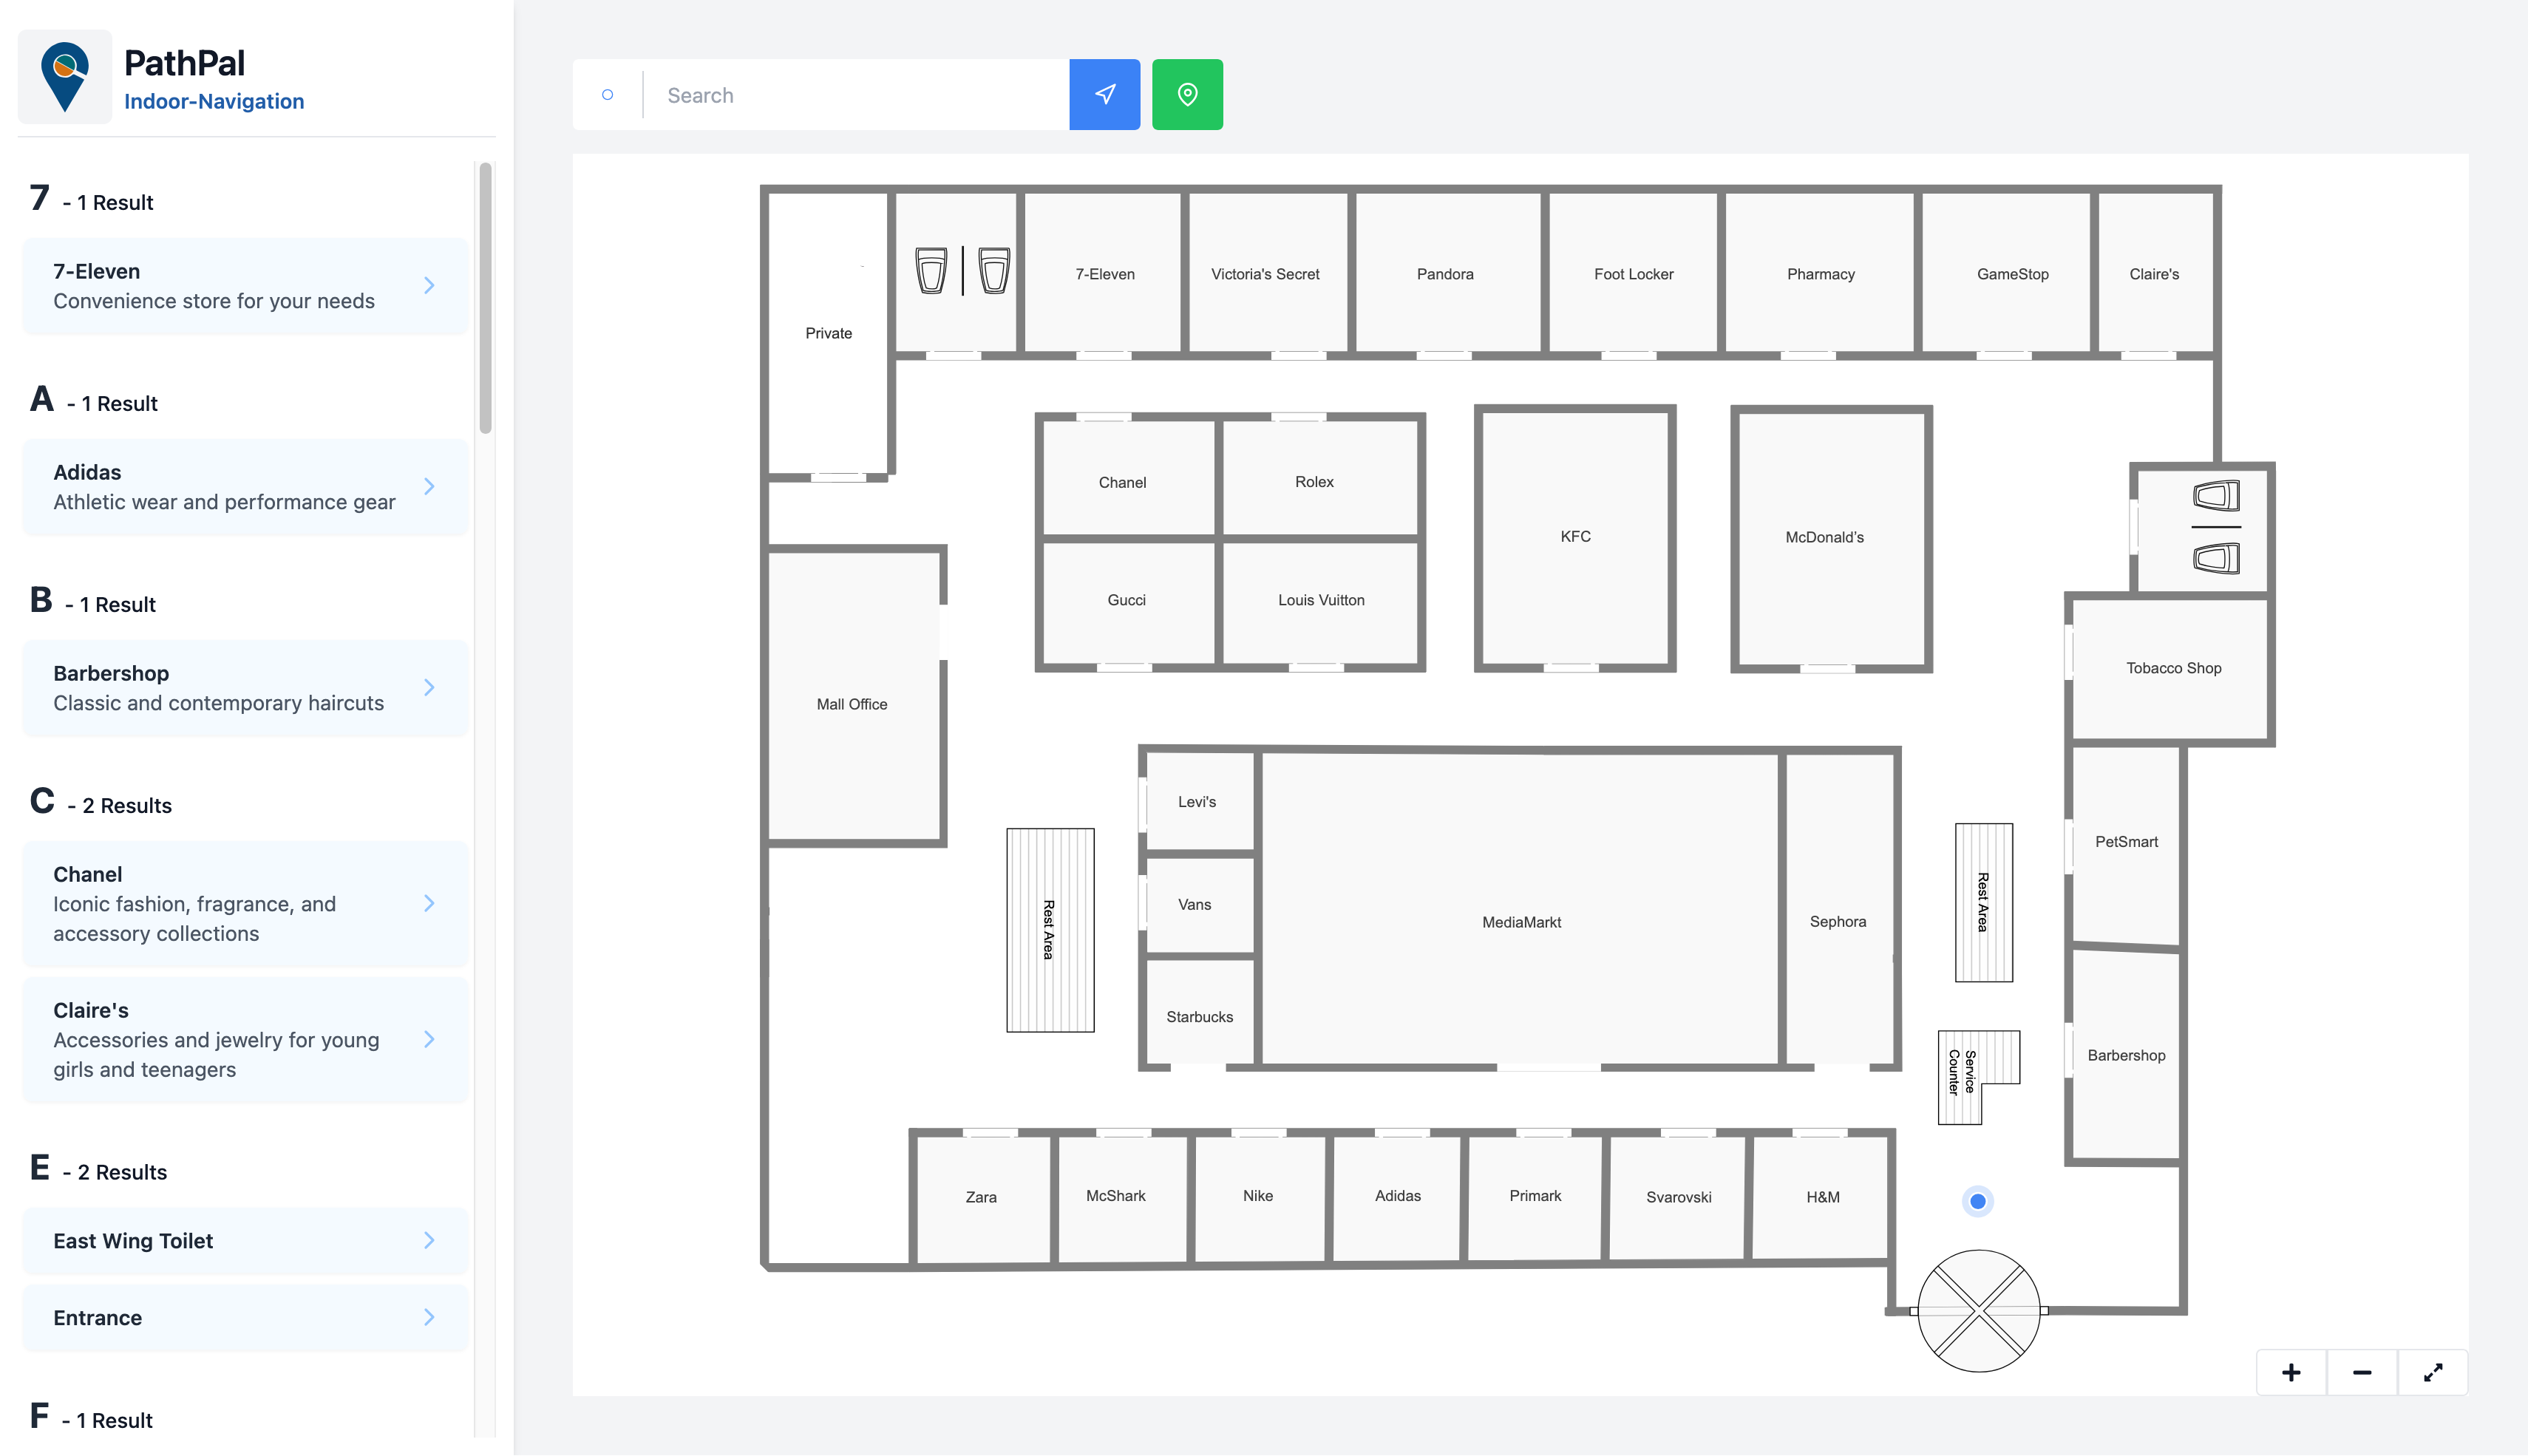 PathPal
Indoor-Navigation
7 - 1 Result
7-Eleven
Convenience store for your needs
A - 1 Result
Adidas
Athletic wear and performance gear
B - 1 Result
Barbershop
Classic and contemporary haircuts
C - 2 Results
Chanel
Iconic fashion, fragrance, and
accessory collections
Claire's
Accessories and jewelry for young
girls and teenagers
E - 2 Results
East Wing Toilet
Entrance
F - 1 Result
Search
Private
7-Eleven
Victoria's Secret
Pandora
Foot Locker
Pharmacy
GameStop
Claire's
Chanel
Rolex
KFC
McDonald's
Gucci
Louis Vuitton
Tobacco Shop
Mall Office
Levi's
PetSmart
Rest Area
Vans
MediaMarkt
Sephora
Rest Area
Starbucks
Service
Counter
Barbershop
Zara
McShark
Nike
Adidas
Primark
Svarovski
H&M